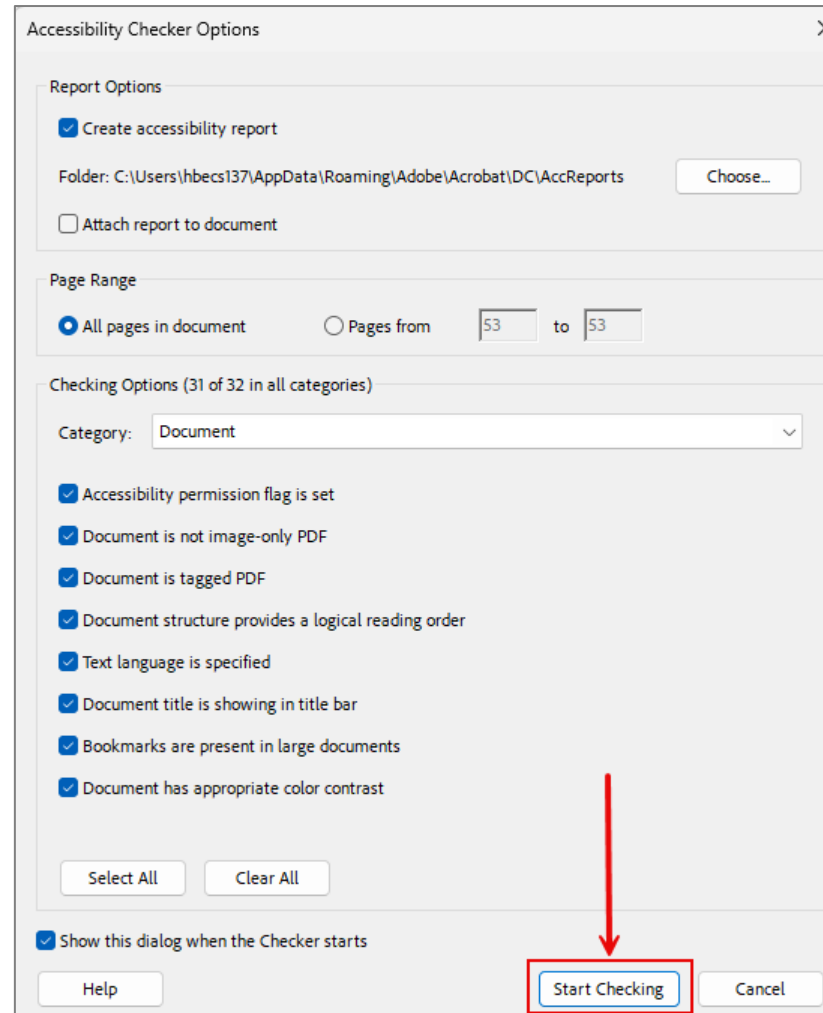 Accessibility Checker Options
Report Options
Create accessibility report
Folder: C:\Users\hbecs137\AppData\Roaming\Adobe\Acrobat\DC\AccReports Choose...
Attach report to document
Page Range
All pages in document Pages from 53 to 53
Checking Options (31 of 32 in all categories)
Category: Document
Accessibility permission flag is set
Document is not image-only PDF
Document is tagged PDF
Document structure provides a logical reading order
Text language is specified
Document title is showing in title bar
Bookmarks are present in large documents
Document has appropriate color contrast
Select All Clear All
Show this dialog when the Checker starts
Help Start Checking Cancel